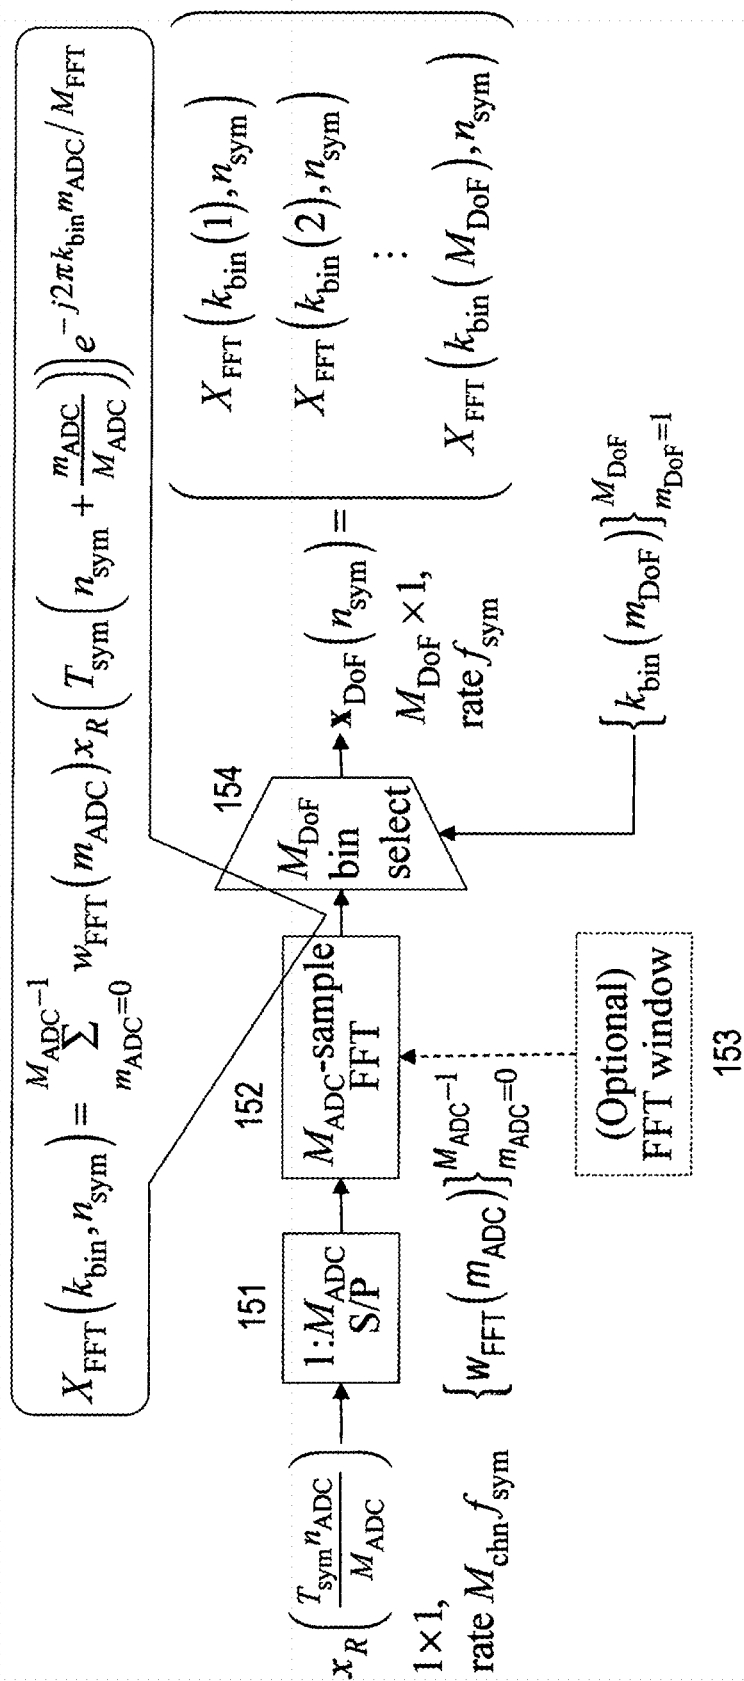 X_FFT(k_bin, n_sym) = ∑_{m_ADC=0}^{M_ADC−1} w_FFT(m_ADC) x_R(T_sym(n_sym + m_ADC/M_ADC)) e^{−j2πk_bin m_ADC/M_FFT}
x_R(T_sym n_ADC / M_ADC)
1×1,
rate M_chn f_sym
151
1:M_ADC
S/P
152
M_ADC-sample
FFT
{w_FFT(m_ADC)}_{m_ADC=0}^{M_ADC−1}
(Optional)
FFT window
153
154
M_DoF
bin
select
x_DoF(n_sym) =
M_DoF×1,
rate f_sym
{k_bin(m_DoF)}_{m_DoF=1}^{M_DoF}
X_FFT(k_bin(1), n_sym)
X_FFT(k_bin(2), n_sym)
⋮
X_FFT(k_bin(M_DoF), n_sym)